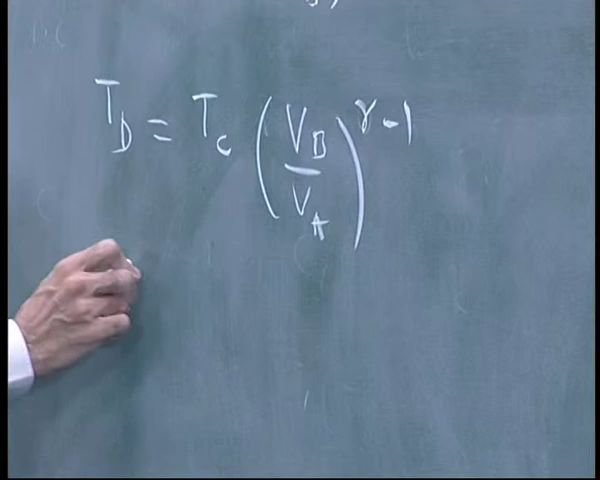 T_D = T_C (V_B / V_A)^{γ-1}